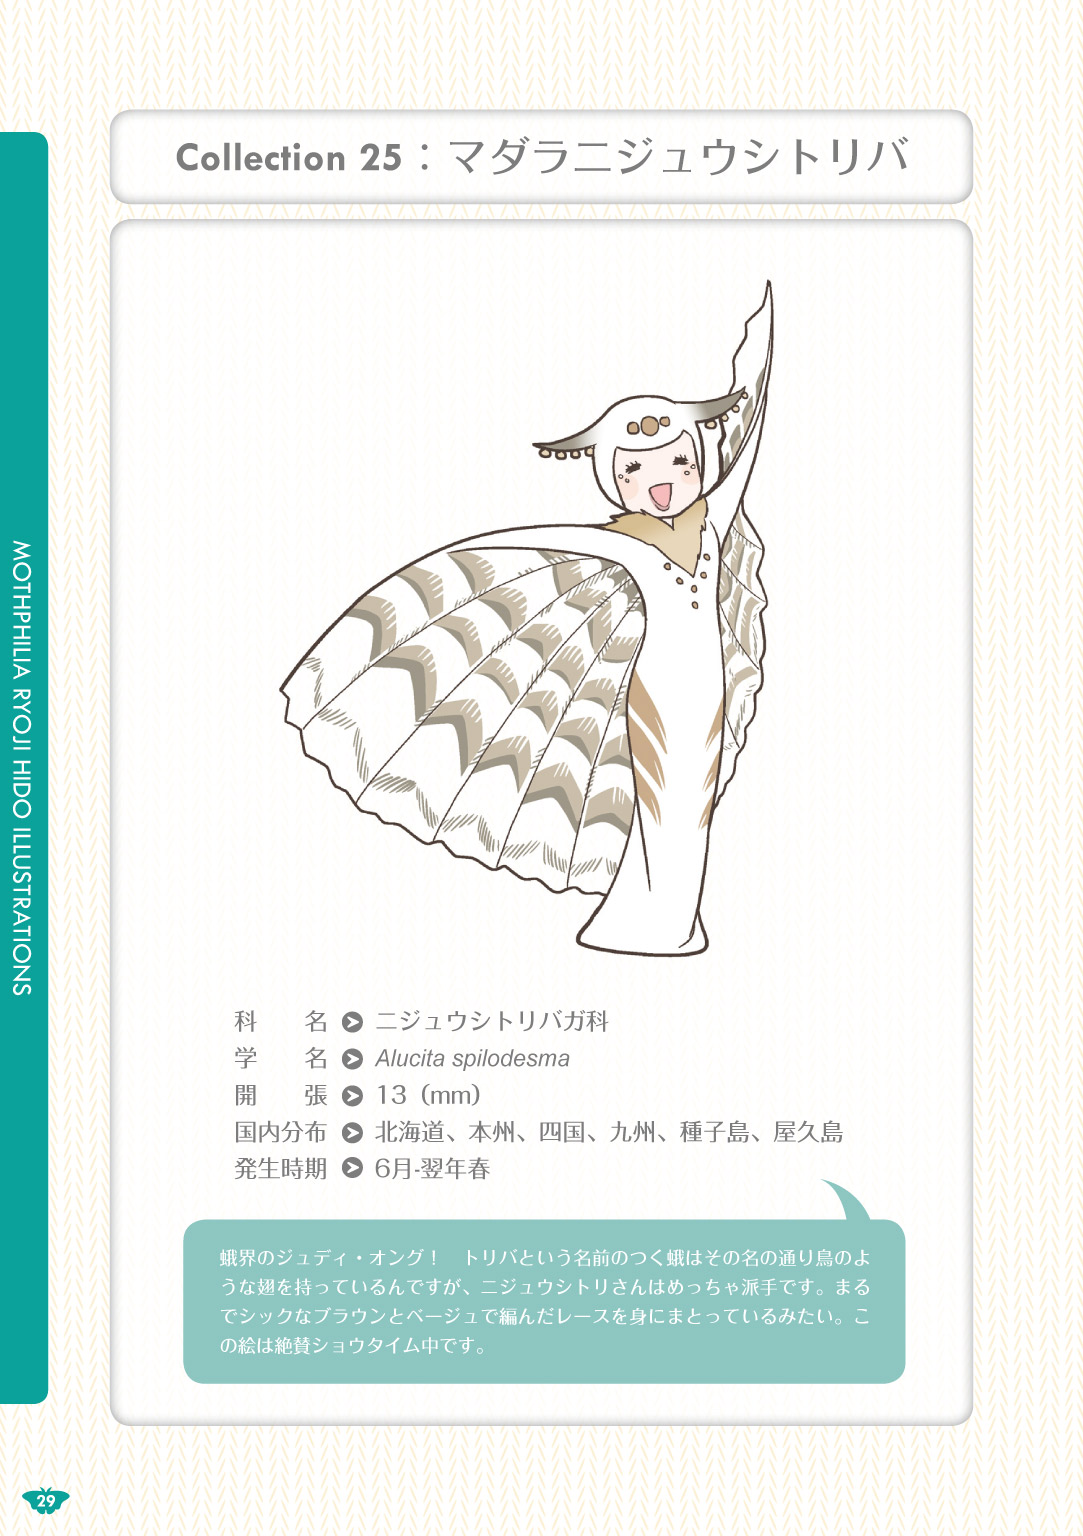 Collection 25：マダラニジュウシトリバ
MOTHPHILIA RYOJI HIDO ILLUSTRATIONS
科　　名 ニジュウシトリバガ科
学　　名 Alucita spilodesma
開　　張 13（mm）
国内分布 北海道、本州、四国、九州、種子島、屋久島
発生時期 6月-翌年春
蛾界のジュディ・オング！　トリバという名前のつく蛾はその名の通り鳥のよ
うな翅を持っているんですが、ニジュウシトリさんはめっちゃ派手です。まる
でシックなブラウンとベージュで編んだレースを身にまとっているみたい。こ
の絵は絶賛ショウタイム中です。
29